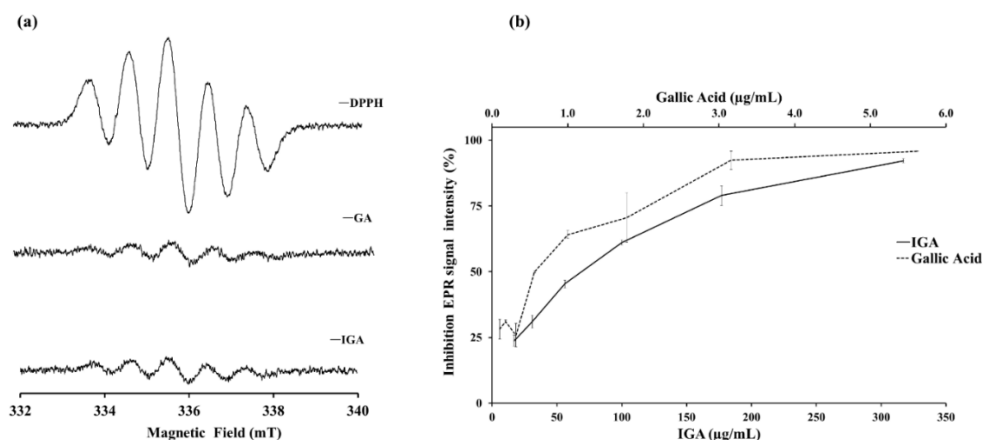 (a)
—DPPH
—GA
—IGA
332 334 336 338 340
Magnetic Field (mT)
(b)
Gallic Acid (µg/mL)
0.0 1.0 2.0 3.0 4.0 5.0 6.0
100
75
50
25
0
Inhibition EPR signal intensity (%)
IGA
Gallic Acid
0 50 100 150 200 250 300 350
IGA (µg/mL)